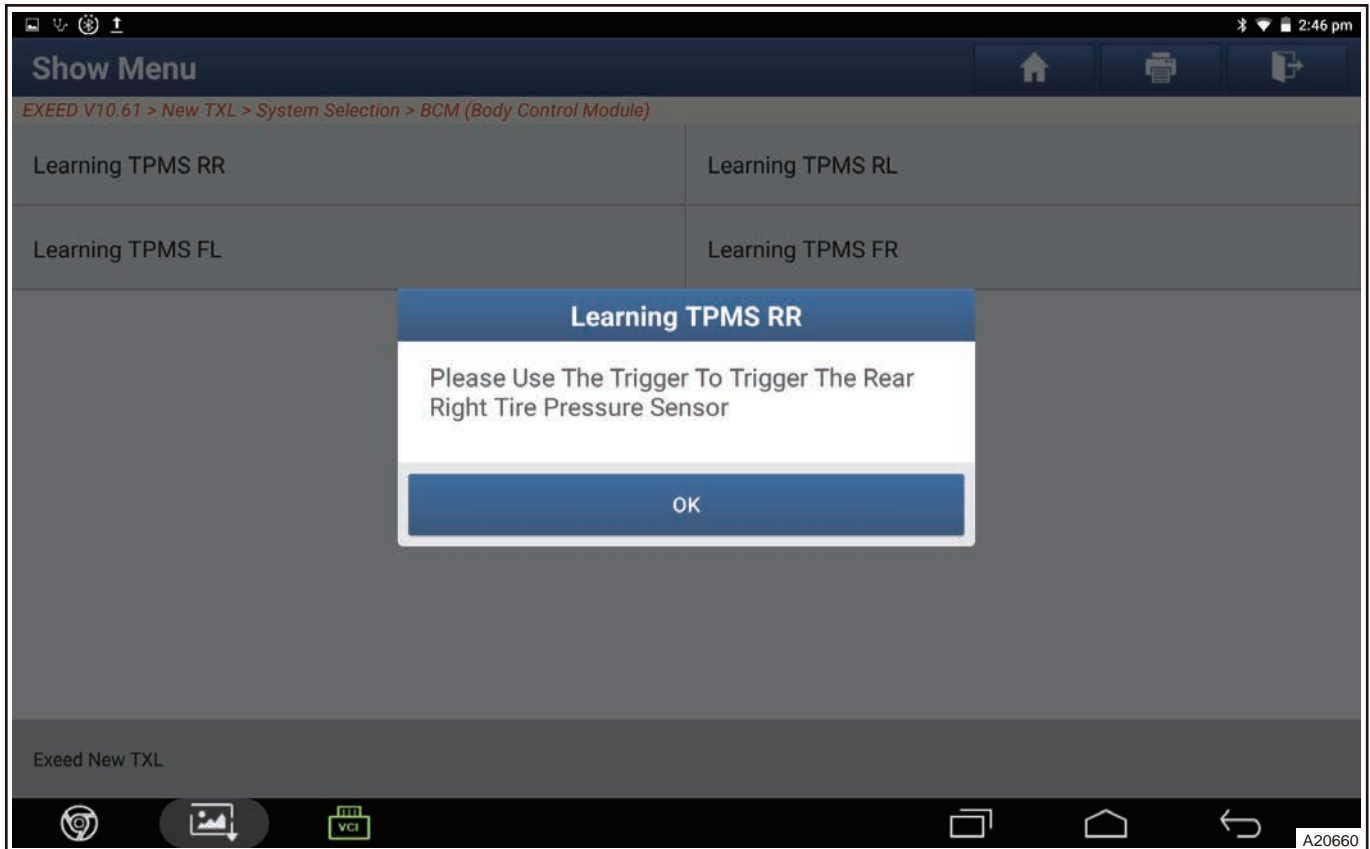 2:46 pm
Show Menu
EXEED V10.61 > New TXL > System Selection > BCM (Body Control Module)
Learning TPMS RR
Learning TPMS RL
Learning TPMS FL
Learning TPMS FR
Learning TPMS RR
Please Use The Trigger To Trigger The Rear
Right Tire Pressure Sensor
OK
Exeed New TXL
VCI
A20660